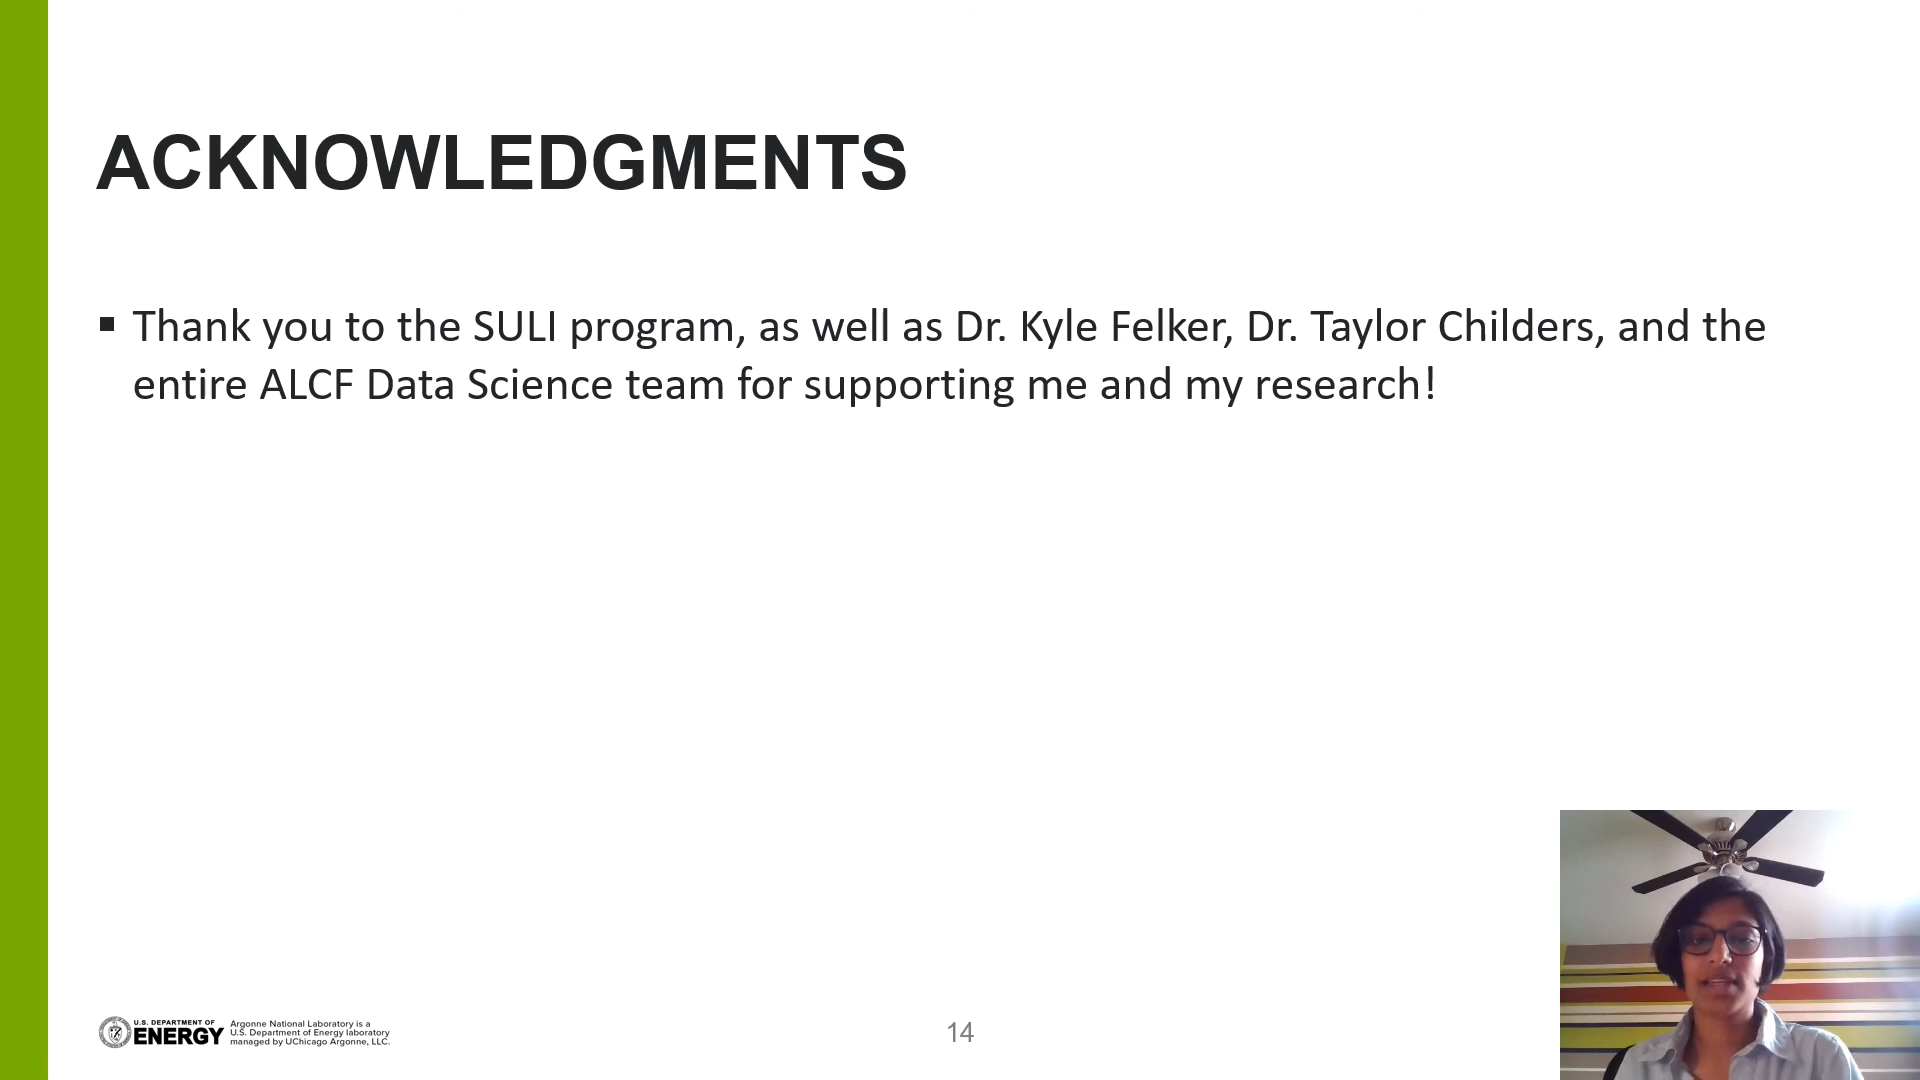 ACKNOWLEDGMENTS
▪ Thank you to the SULI program, as well as Dr. Kyle Felker, Dr. Taylor Childers, and the
entire ALCF Data Science team for supporting me and my research!
U.S. DEPARTMENT OF
ENERGY
Argonne National Laboratory is a
U.S. Department of Energy laboratory
managed by UChicago Argonne, LLC.
14